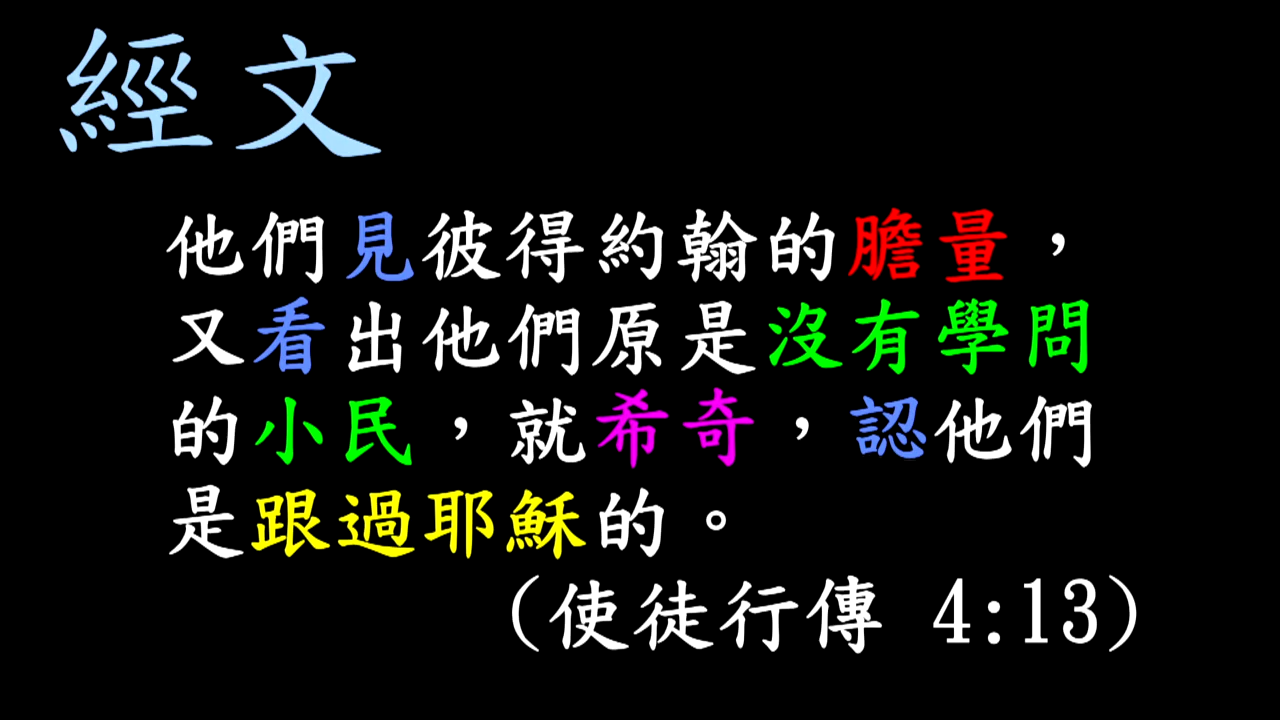 經文
他們見彼得約翰的膽量，
又看出他們原是沒有學問
的小民，就希奇，認他們
是跟過耶穌的。
(使徒行傳 4:13)